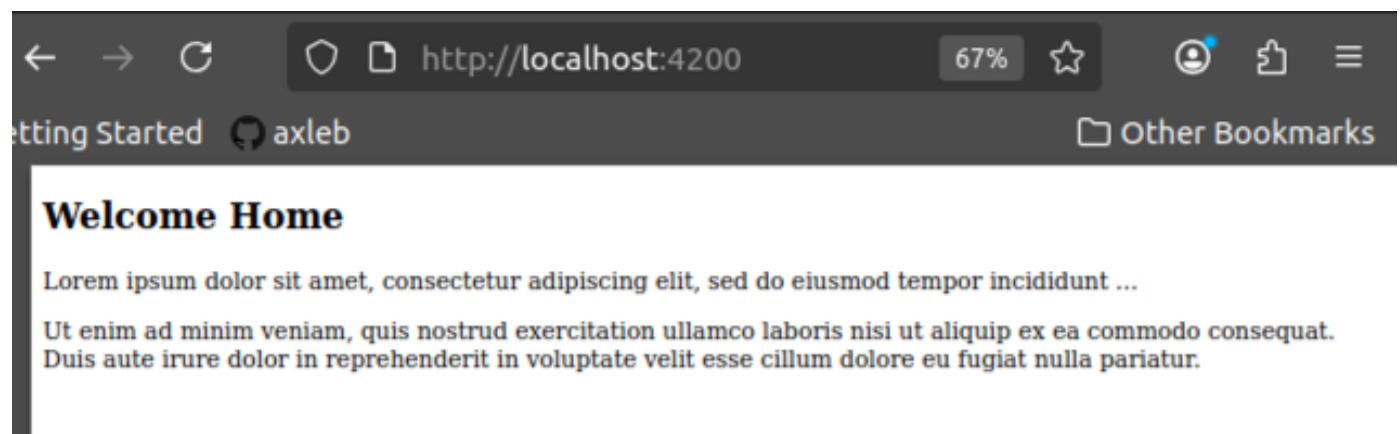 http://localhost:4200 67%
etting Started axleb Other Bookmarks
Welcome Home
Lorem ipsum dolor sit amet, consectetur adipiscing elit, sed do eiusmod tempor incididunt ...
Ut enim ad minim veniam, quis nostrud exercitation ullamco laboris nisi ut aliquip ex ea commodo consequat.
Duis aute irure dolor in reprehenderit in voluptate velit esse cillum dolore eu fugiat nulla pariatur.